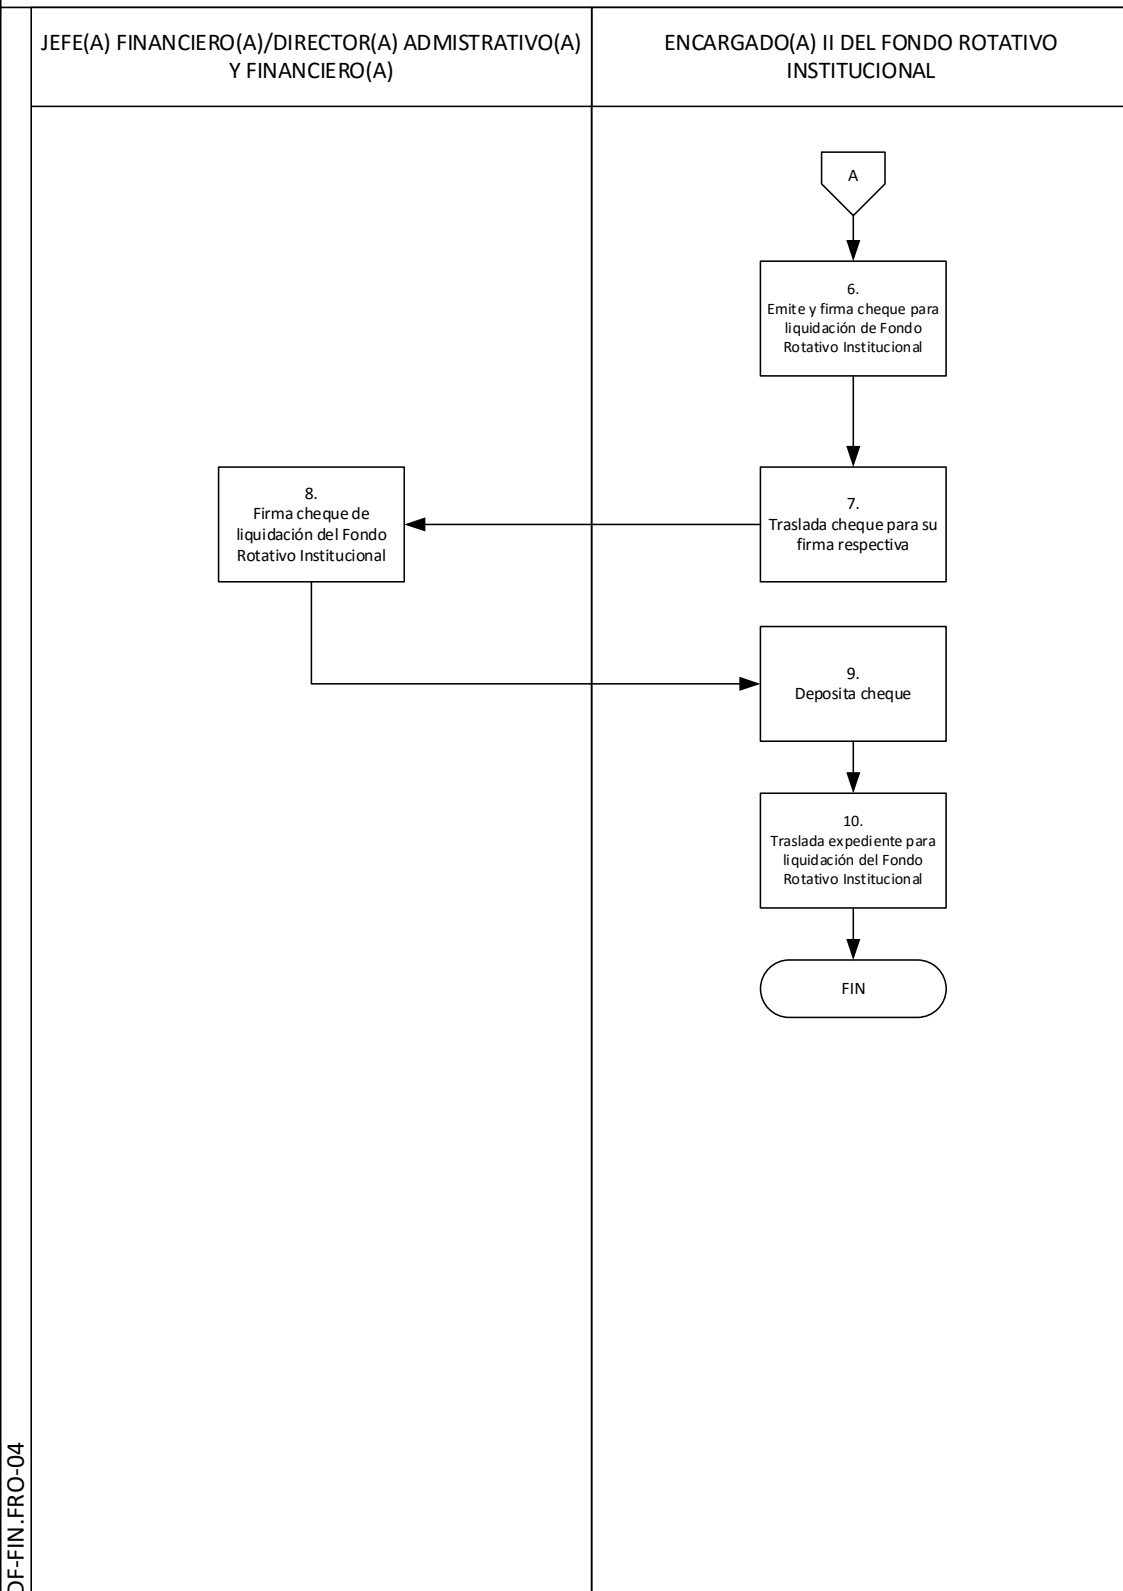 JEFE(A) FINANCIERO(A)/DIRECTOR(A) ADMISTRATIVO(A)
Y FINANCIERO(A)
ENCARGADO(A) II DEL FONDO ROTATIVO
INSTITUCIONAL
A
6.
Emite y firma cheque para
liquidación de Fondo
Rotativo Institucional
7.
Traslada cheque para su
firma respectiva
8.
Firma cheque de
liquidación del Fondo
Rotativo Institucional
9.
Deposita cheque
10.
Traslada expediente para
liquidación del Fondo
Rotativo Institucional
FIN
DF-FIN.FRO-04